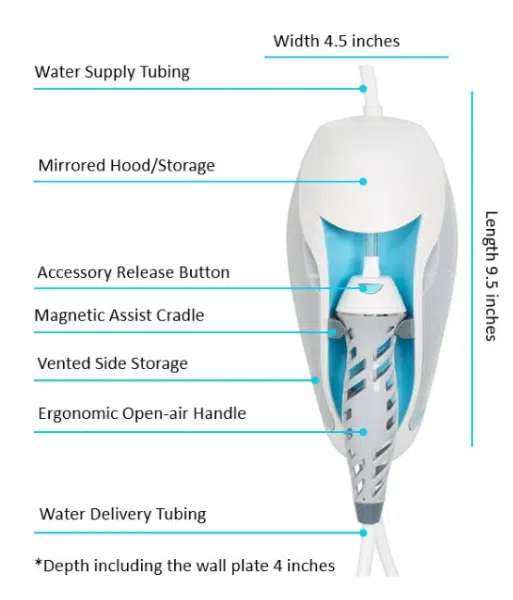 Width 4.5 inches
Water Supply Tubing
Mirrored Hood/Storage
Length 9.5 inches
Accessory Release Button
Magnetic Assist Cradle
Vented Side Storage
Ergonomic Open-air Handle
Water Delivery Tubing
*Depth including the wall plate 4 inches